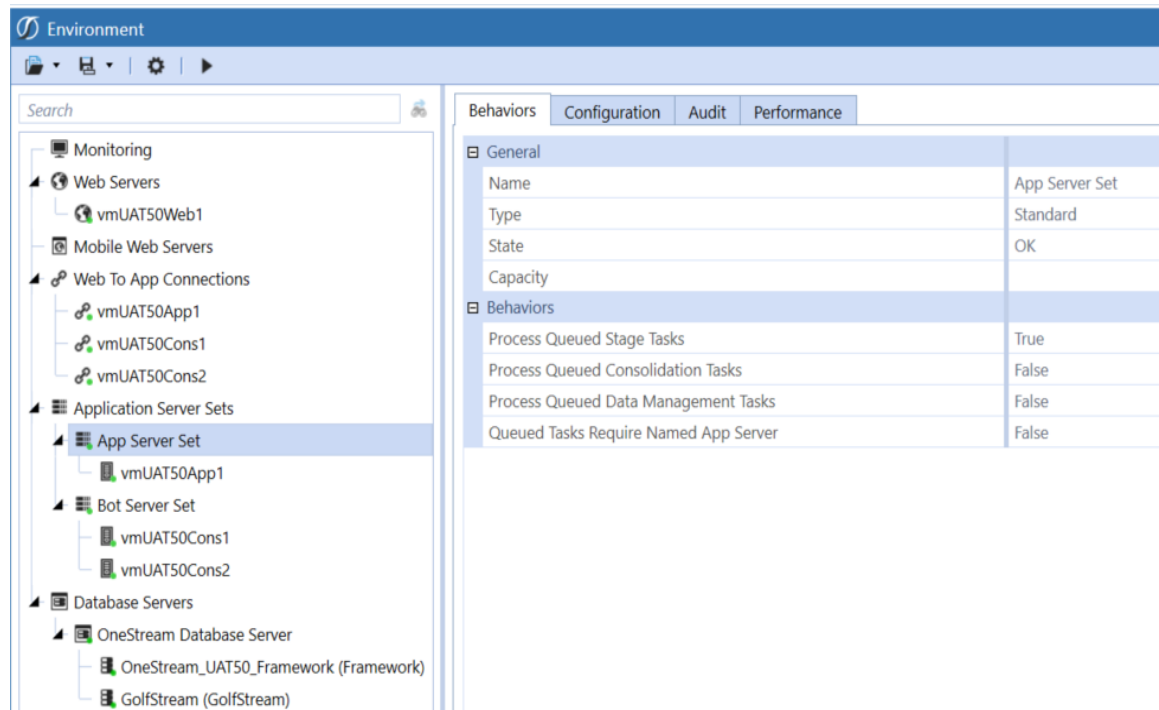 Environment
Search
Monitoring
Web Servers
vmUAT50Web1
Mobile Web Servers
Web To App Connections
vmUAT50App1
vmUAT50Cons1
vmUAT50Cons2
Application Server Sets
App Server Set
vmUAT50App1
Bot Server Set
vmUAT50Cons1
vmUAT50Cons2
Database Servers
OneStream Database Server
OneStream_UAT50_Framework (Framework)
GolfStream (GolfStream)
Behaviors Configuration Audit Performance
General
Name App Server Set
Type Standard
State OK
Capacity
Behaviors
Process Queued Stage Tasks True
Process Queued Consolidation Tasks False
Process Queued Data Management Tasks False
Queued Tasks Require Named App Server False